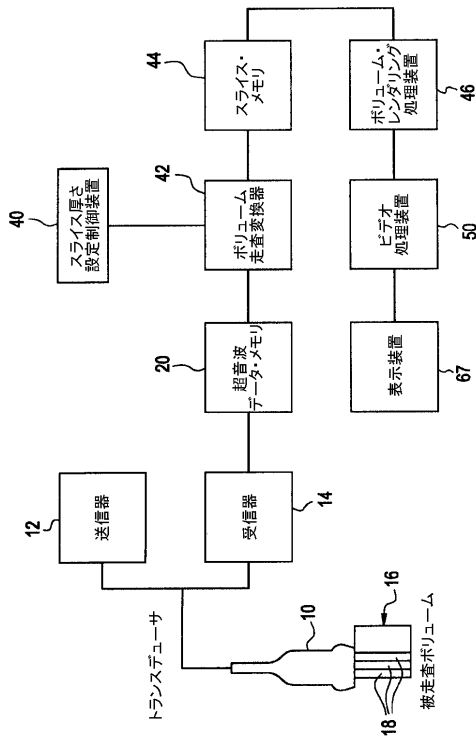 40
スライス厚さ
設定制御装置
12
送信器
20
超音波
データ・メモリ
42
ボリューム
走査変換器
44
スライス・
メモリ
トランスデューサ
10
受信器
14
16
18
被走査ボリューム
表示装置
67
ビデオ
処理装置
50
ボリューム・
レンダリング
処理装置
46